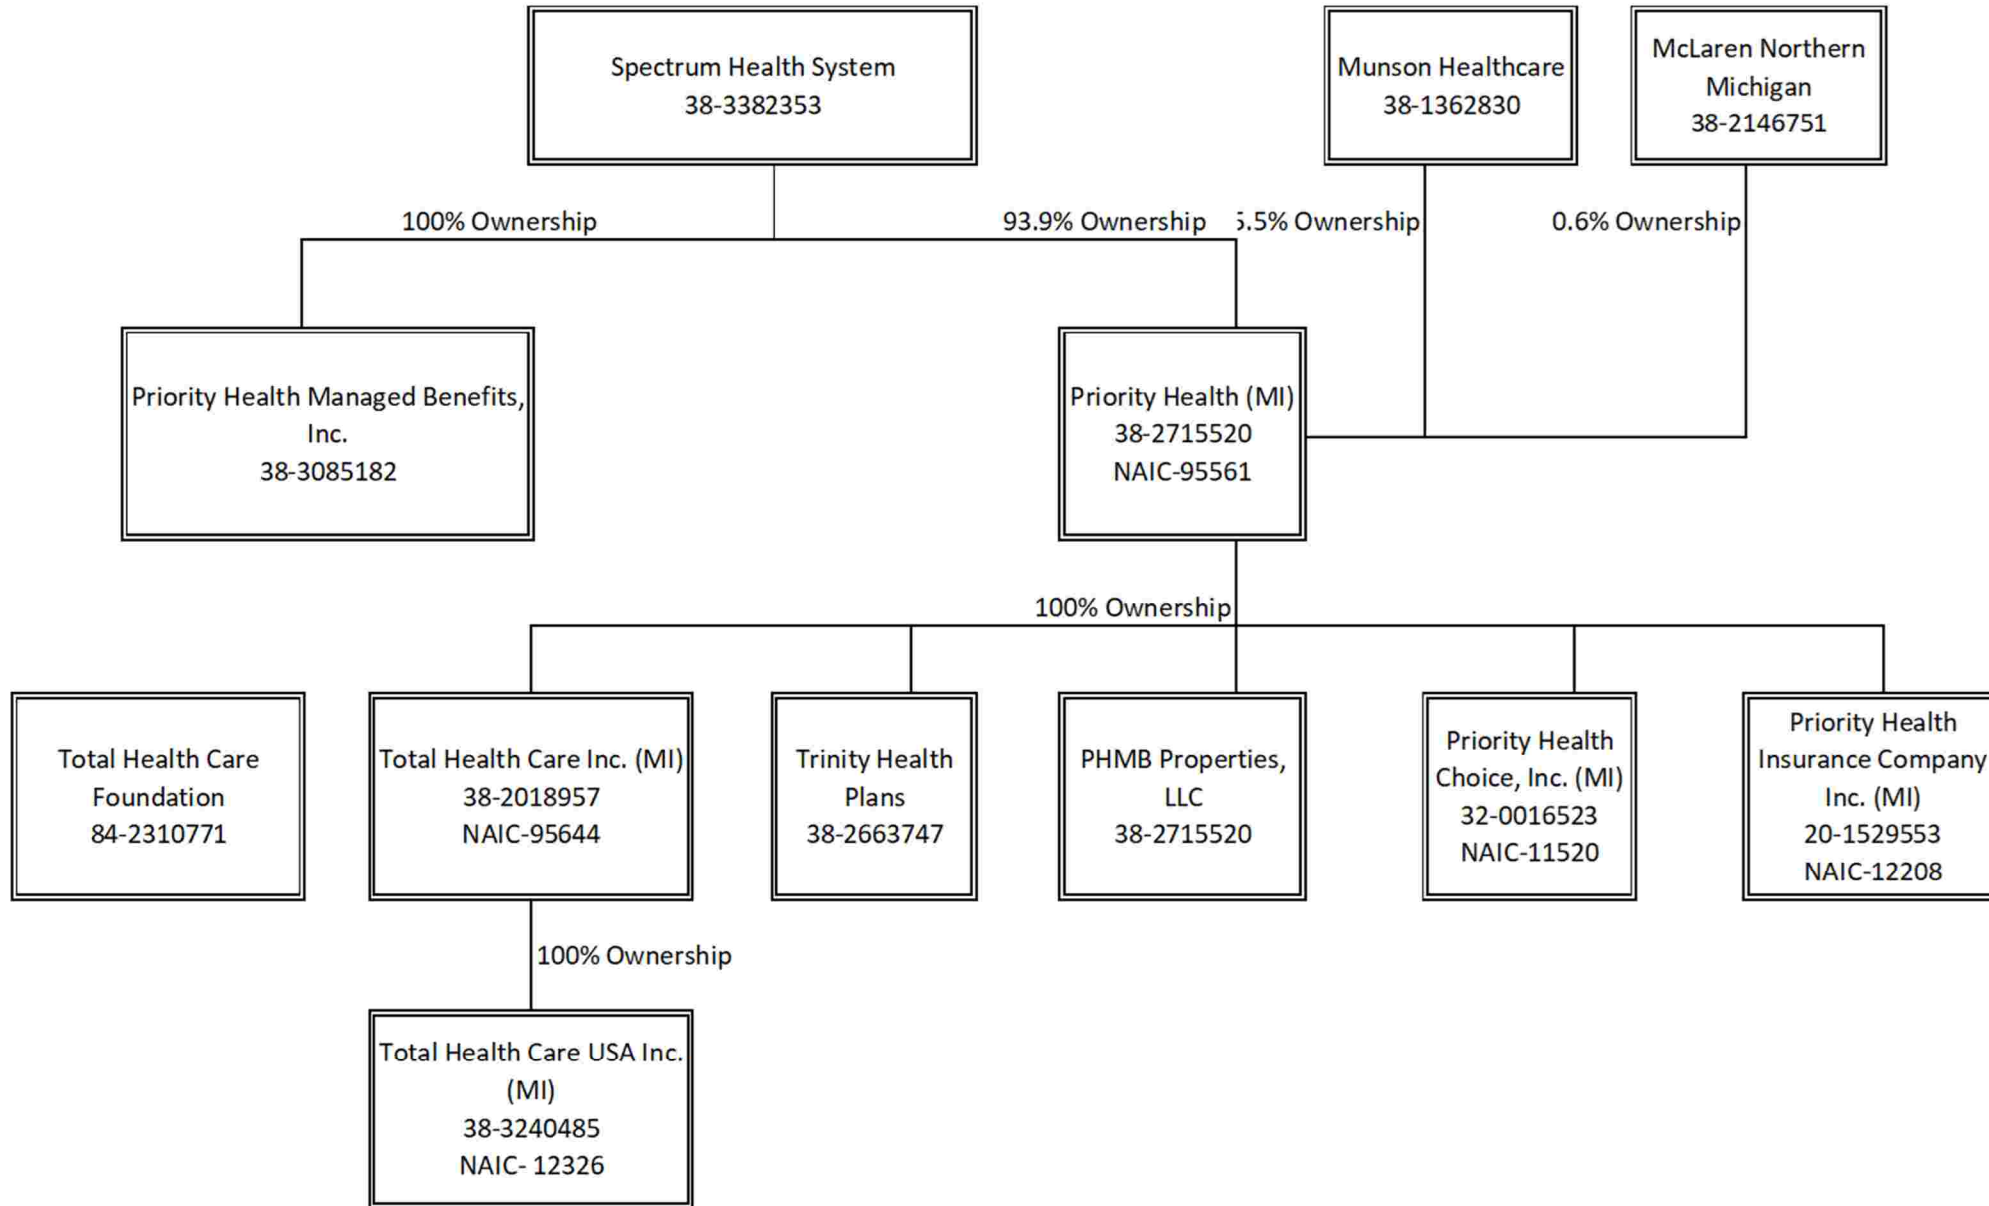 Spectrum Health System
38-3382353
Munson Healthcare
38-1362830
McLaren Northern
Michigan
38-2146751
100% Ownership
93.9% Ownership
5.5% Ownership
0.6% Ownership
Priority Health Managed Benefits,
Inc.
38-3085182
Priority Health (MI)
38-2715520
NAIC-95561
100% Ownership
Total Health Care
Foundation
84-2310771
Total Health Care Inc. (MI)
38-2018957
NAIC-95644
Trinity Health
Plans
38-2663747
PHMB Properties,
LLC
38-2715520
Priority Health
Choice, Inc. (MI)
32-0016523
NAIC-11520
Priority Health
Insurance Company
Inc. (MI)
20-1529553
NAIC-12208
100% Ownership
Total Health Care USA Inc.
(MI)
38-3240485
NAIC- 12326